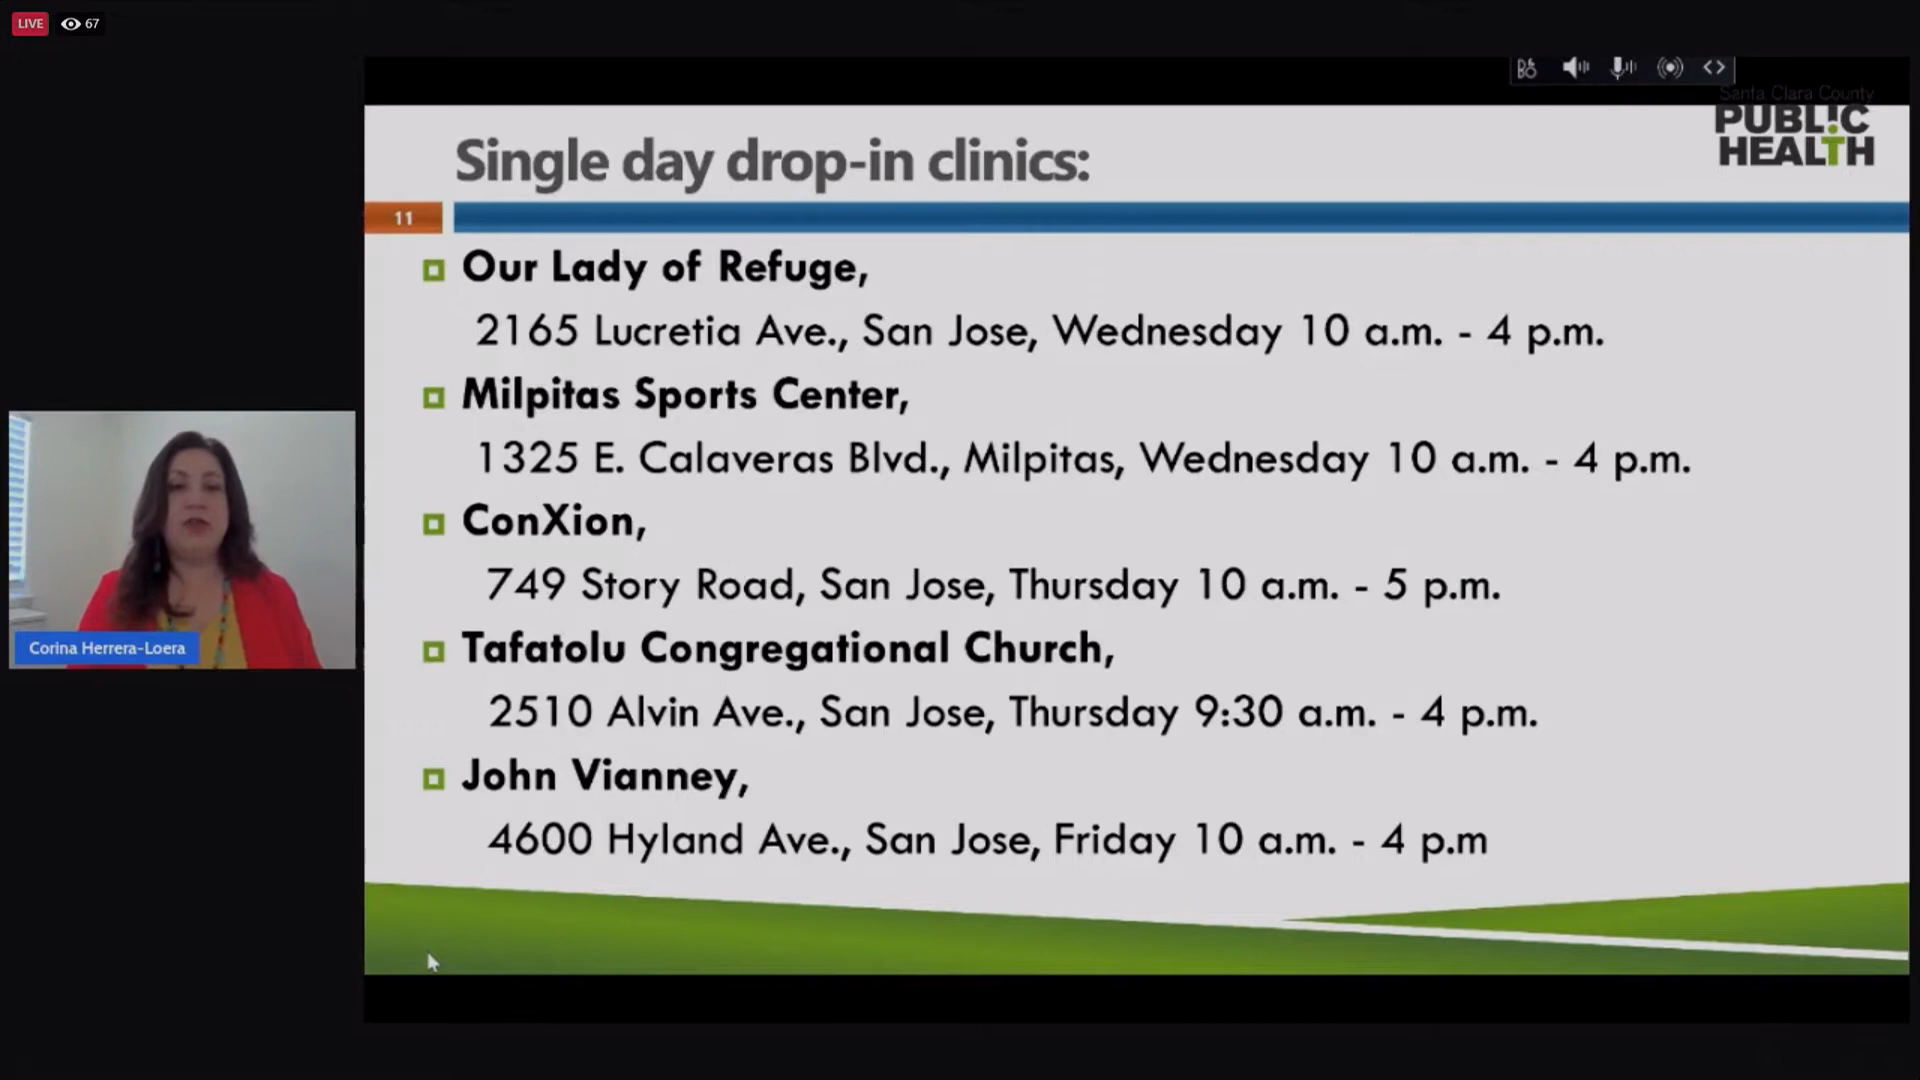 LIVE 67
Santa Clara County
PUBLIC
HEALTH
Single day drop-in clinics:
11
Our Lady of Refuge,
2165 Lucretia Ave., San Jose, Wednesday 10 a.m. - 4 p.m.
Milpitas Sports Center,
1325 E. Calaveras Blvd., Milpitas, Wednesday 10 a.m. - 4 p.m.
ConXion,
749 Story Road, San Jose, Thursday 10 a.m. - 5 p.m.
Tafatolu Congregational Church,
2510 Alvin Ave., San Jose, Thursday 9:30 a.m. - 4 p.m.
John Vianney,
4600 Hyland Ave., San Jose, Friday 10 a.m. - 4 p.m
Corina Herrera-Loera